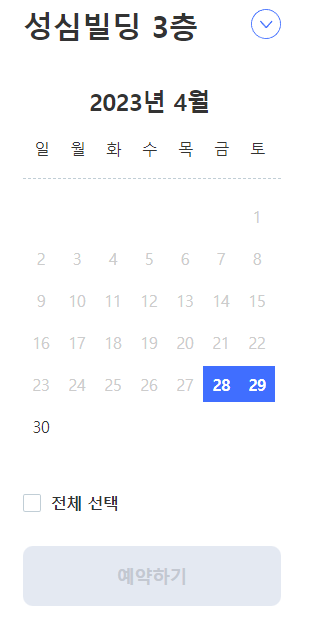 성심빌딩 3층
2023년 4월
일 월 화 수 목 금 토
1
2 3 4 5 6 7 8
9 10 11 12 13 14 15
16 17 18 19 20 21 22
23 24 25 26 27 28 29
30
전체 선택
예약하기